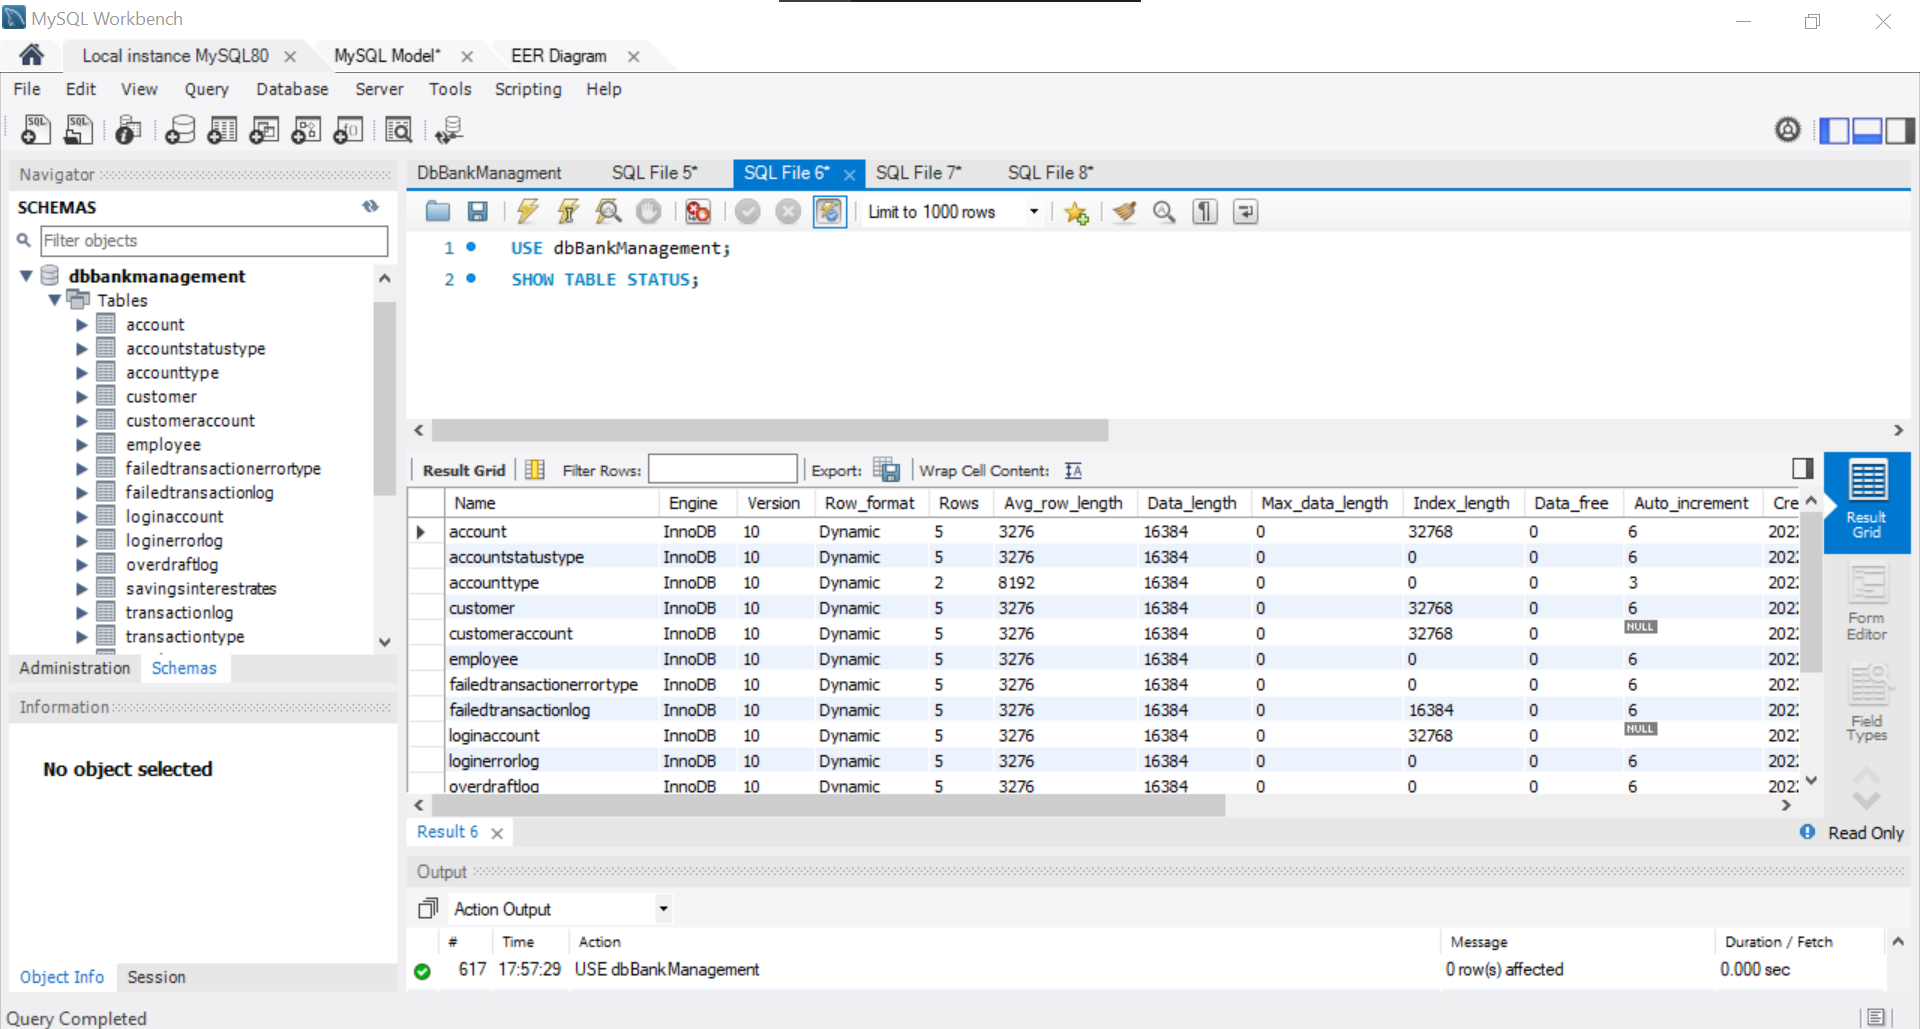 MySQL Workbench
Local instance MySQL80 MySQL Model* EER Diagram
File Edit View Query Database Server Tools Scripting Help
Navigator
SCHEMAS
Filter objects
dbbankmanagement
Tables
account
accountstatustype
accounttype
customer
customeraccount
employee
failedtransactionerrortype
failedtransactionlog
loginaccount
loginerrorlog
overdraftlog
savingsinterestrates
transactionlog
transactiontype
Administration Schemas
Information
No object selected
Object Info Session
DbBankManagment SQL File 5* SQL File 6* SQL File 7* SQL File 8*
Limit to 1000 rows
1 USE dbBankManagement;
2 SHOW TABLE STATUS;
Result Grid Filter Rows: Export: Wrap Cell Content:
Name Engine Version Row_format Rows Avg_row_length Data_length Max_data_length Index_length Data_free Auto_increment Cre
account InnoDB 10 Dynamic 5 3276 16384 0 32768 0 6 202
accountstatustype InnoDB 10 Dynamic 5 3276 16384 0 0 0 6 202
accounttype InnoDB 10 Dynamic 2 8192 16384 0 0 0 3 202
customer InnoDB 10 Dynamic 5 3276 16384 0 32768 0 6 202
customeraccount InnoDB 10 Dynamic 5 3276 16384 0 32768 0 NULL 202
employee InnoDB 10 Dynamic 5 3276 16384 0 0 0 6 202
failedtransactionerrortype InnoDB 10 Dynamic 5 3276 16384 0 0 0 6 202
failedtransactionlog InnoDB 10 Dynamic 5 3276 16384 0 16384 0 6 202
loginaccount InnoDB 10 Dynamic 5 3276 16384 0 32768 0 NULL 202
loginerrorlog InnoDB 10 Dynamic 5 3276 16384 0 0 0 6 202
overdraftlog InnoDB 10 Dynamic 5 3276 16384 0 0 0 6 202
Result
Grid
Form
Editor
Field
Types
Result 6
Read Only
Output
Action Output
# Time Action Message Duration / Fetch
617 17:57:29 USE dbBankManagement 0 row(s) affected 0.000 sec
Query Completed